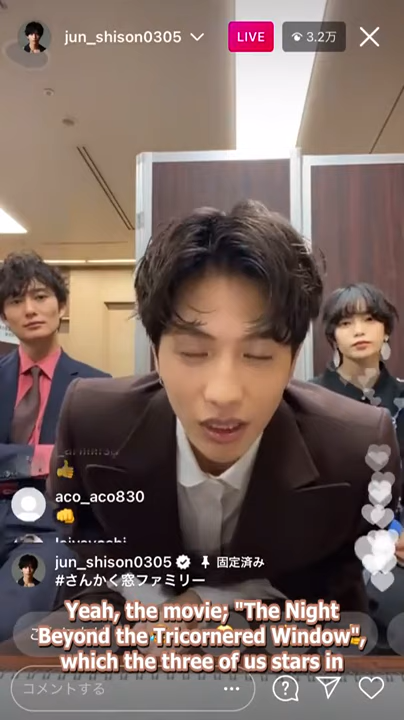 jun_shison0305
LIVE
3.2万
👍
aco_aco830
👊
jun_shison0305 固定済み
#さんかく窓ファミリー
Yeah, the movie; "The Night
Beyond the Tricornered Window",
which the three of us stars in
コメントする